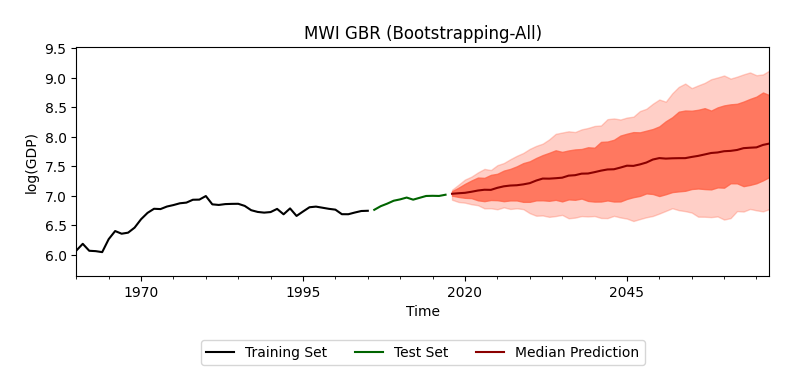 MWI GBR (Bootstrapping-All)
9.5
9.0
8.5
8.0
7.5
7.0
6.5
6.0
log(GDP)
1970 1995 2020 2045
Time
Training Set Test Set Median Prediction